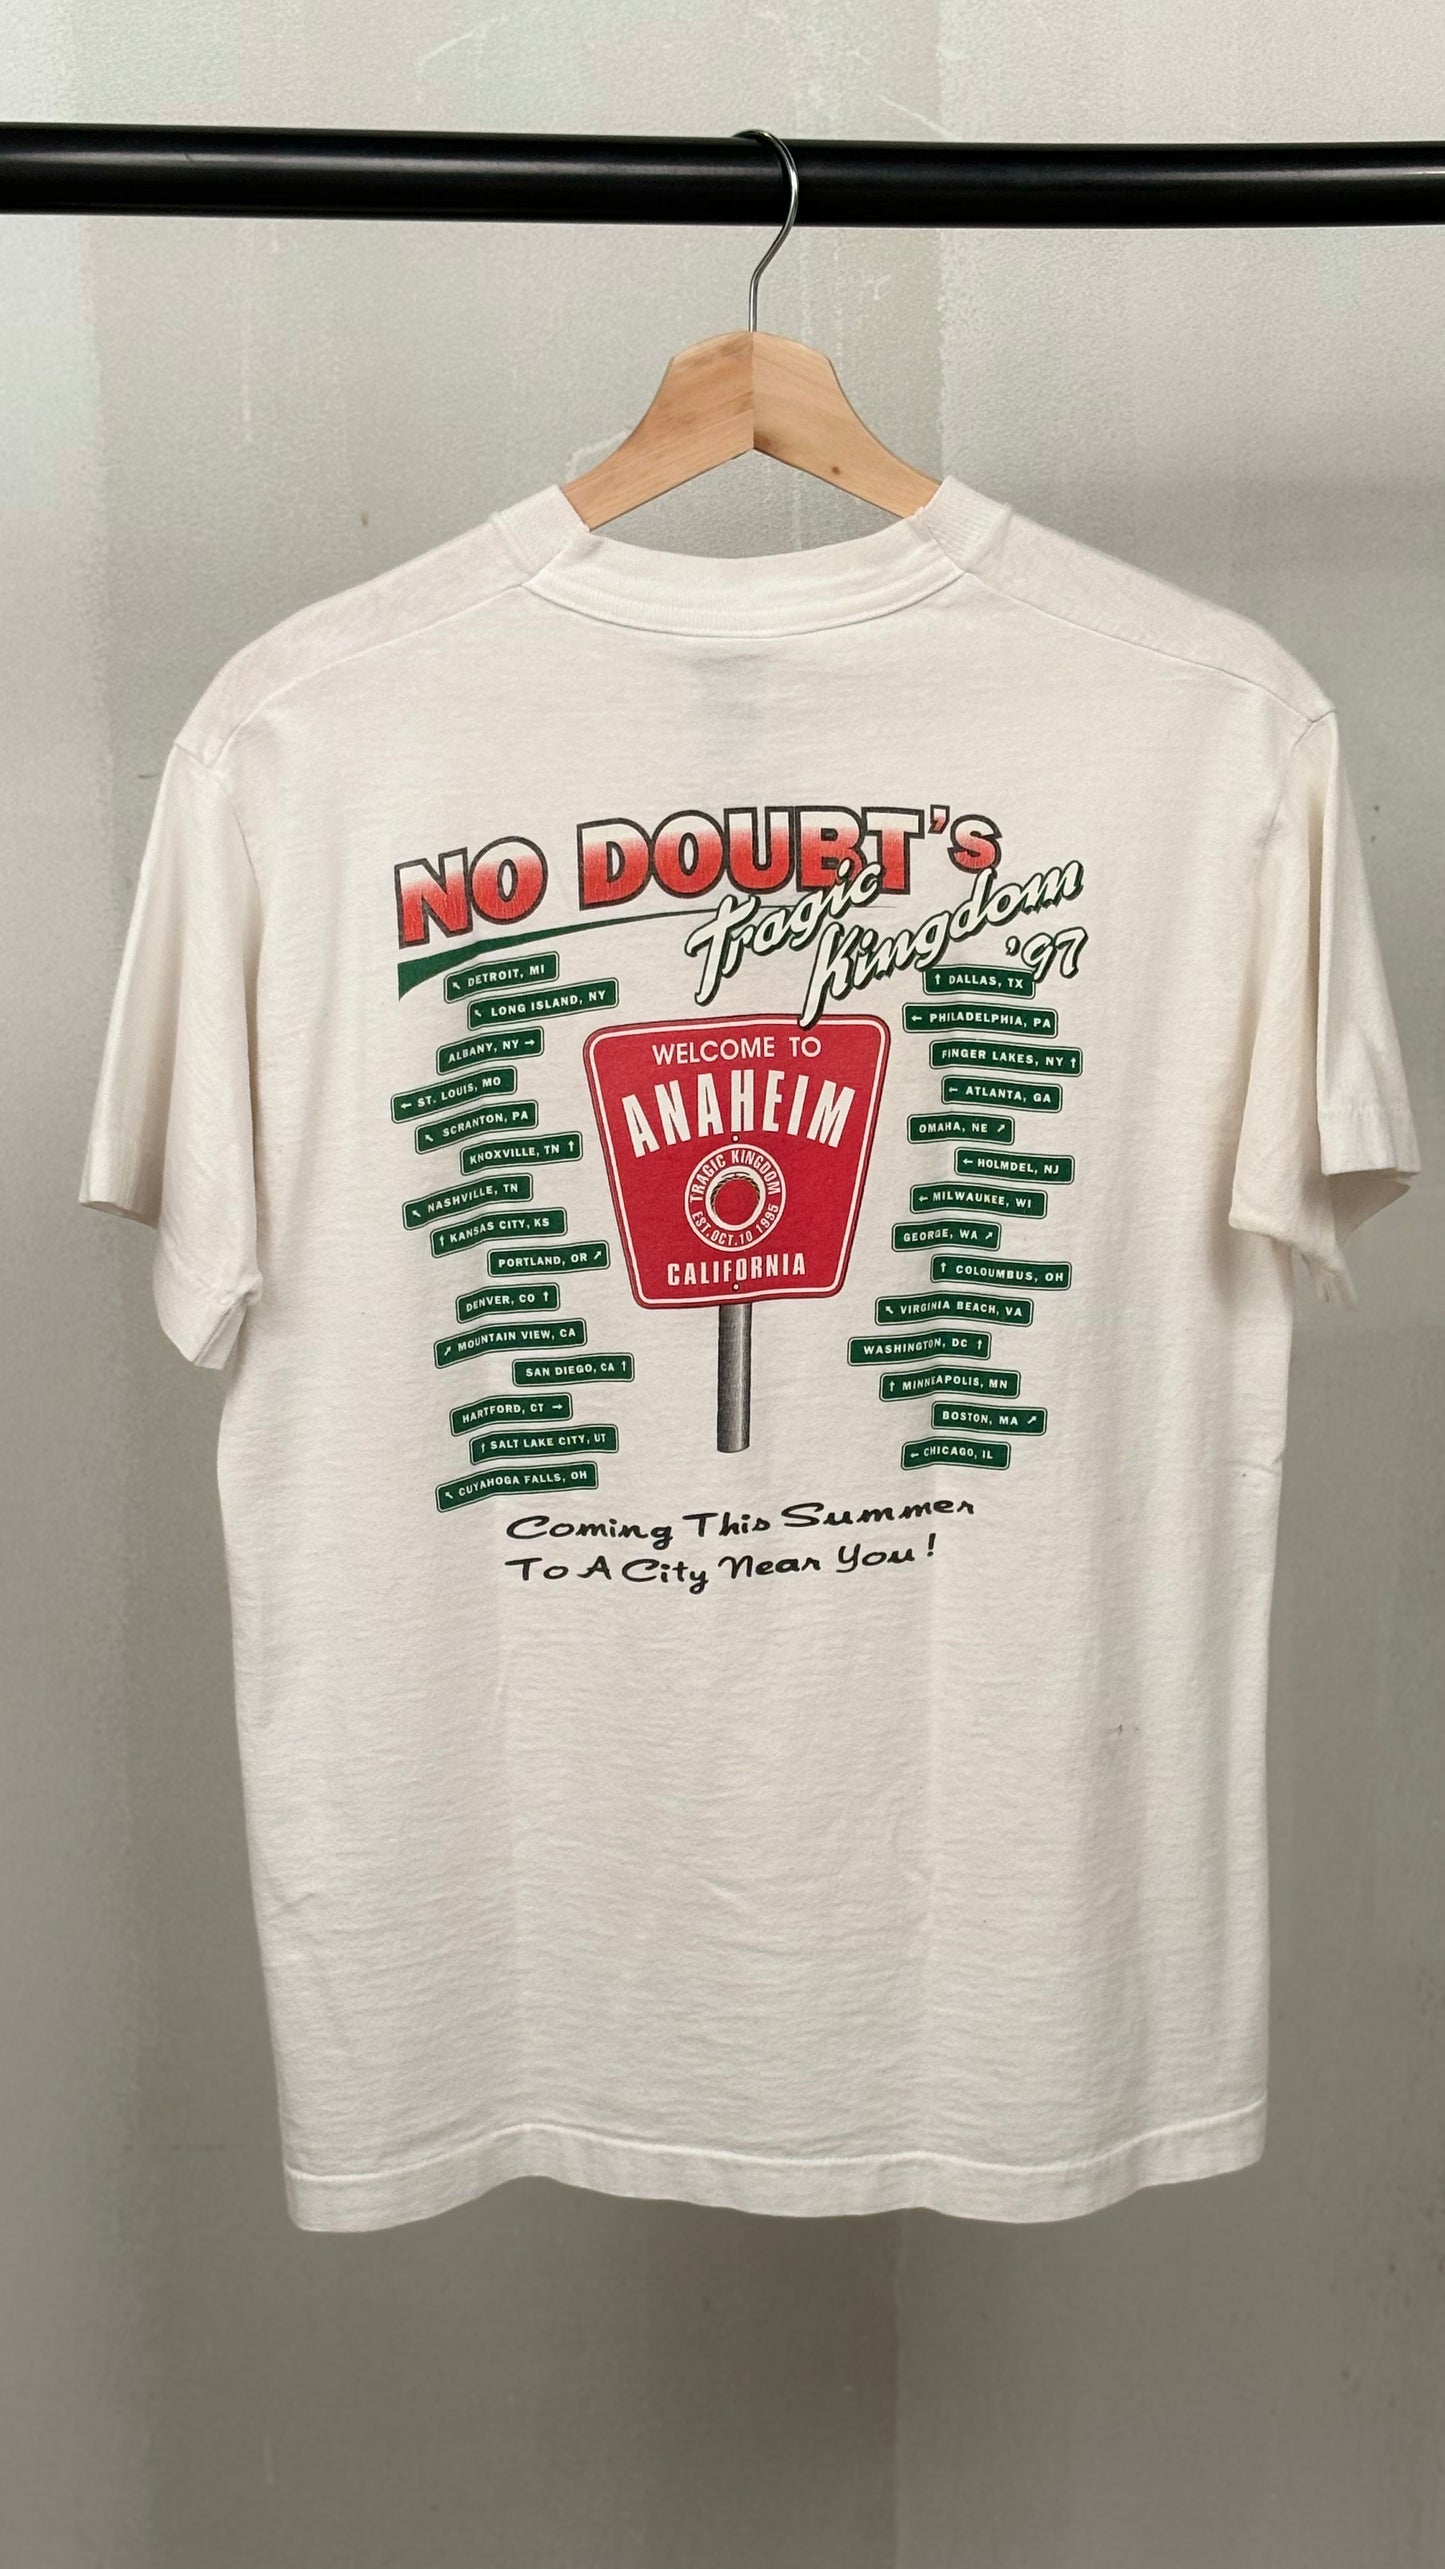 NO DOUBT's
Tragic
Kingdom
'97
↖ DETROIT, MI
↖ LONG ISLAND, NY
ALBANY, NY →
← ST. LOUIS, MO
↖ SCRANTON, PA
KNOXVILLE, TN ↑
↖ NASHVILLE, TN
↑ KANSAS CITY, KS
PORTLAND, OR ↗
DENVER, CO ↑
↗ MOUNTAIN VIEW, CA
SAN DIEGO, CA ↑
HARTFORD, CT →
↑ SALT LAKE CITY, UT
↖ CUYAHOGA FALLS, OH
WELCOME TO
ANAHEIM
TRAGIC KINGDOM
EST. OCT. 10 1995
CALIFORNIA
↑ DALLAS, TX
← PHILADELPHIA, PA
FINGER LAKES, NY ↑
← ATLANTA, GA
OMAHA, NE ↗
← HOLMDEL, NJ
← MILWAUKEE, WI
GEORGE, WA ↗
↑ COLOUMBUS, OH
↖ VIRGINIA BEACH, VA
WASHINGTON, DC ↑
↑ MINNEAPOLIS, MN
BOSTON, MA ↗
← CHICAGO, IL
Coming This Summer
To A City Near You!